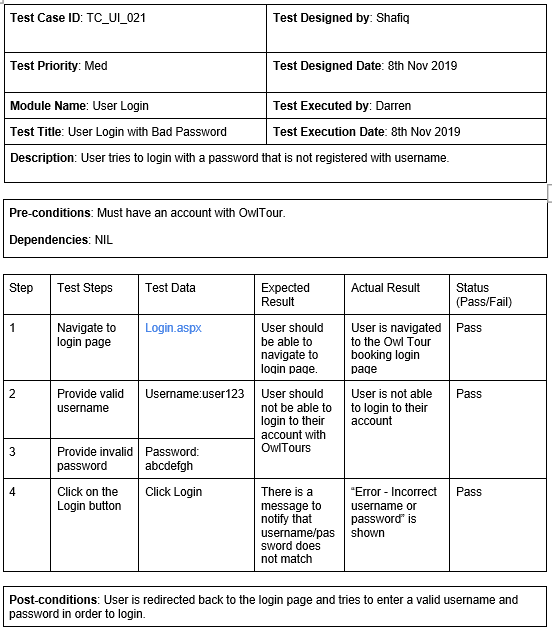 Test Case ID: TC_UI_021
Test Designed by: Shafiq
Test Priority: Med
Test Designed Date: 8th Nov 2019
Module Name: User Login
Test Executed by: Darren
Test Title: User Login with Bad Password
Test Execution Date: 8th Nov 2019
Description: User tries to login with a password that is not registered with username.
Pre-conditions: Must have an account with OwlTour.
Dependencies: NIL
Step
Test Steps
Test Data
Expected
Result
Actual Result
Status
(Pass/Fail)
1
Navigate to
login page
Login.aspx
User should
be able to
navigate to
login page.
User is navigated
to the Owl Tour
booking login
page
Pass
2
Provide valid
username
Username:user123
User should
not be able to
login to their
account with
OwlTours
User is not able
to login to their
account
Pass
3
Provide invalid
password
Password:
abcdefgh
4
Click on the
Login button
Click Login
There is a
message to
notify that
username/pas
sword does
not match
“Error - Incorrect
username or
password” is
shown
Pass
Post-conditions: User is redirected back to the login page and tries to enter a valid username and
password in order to login.